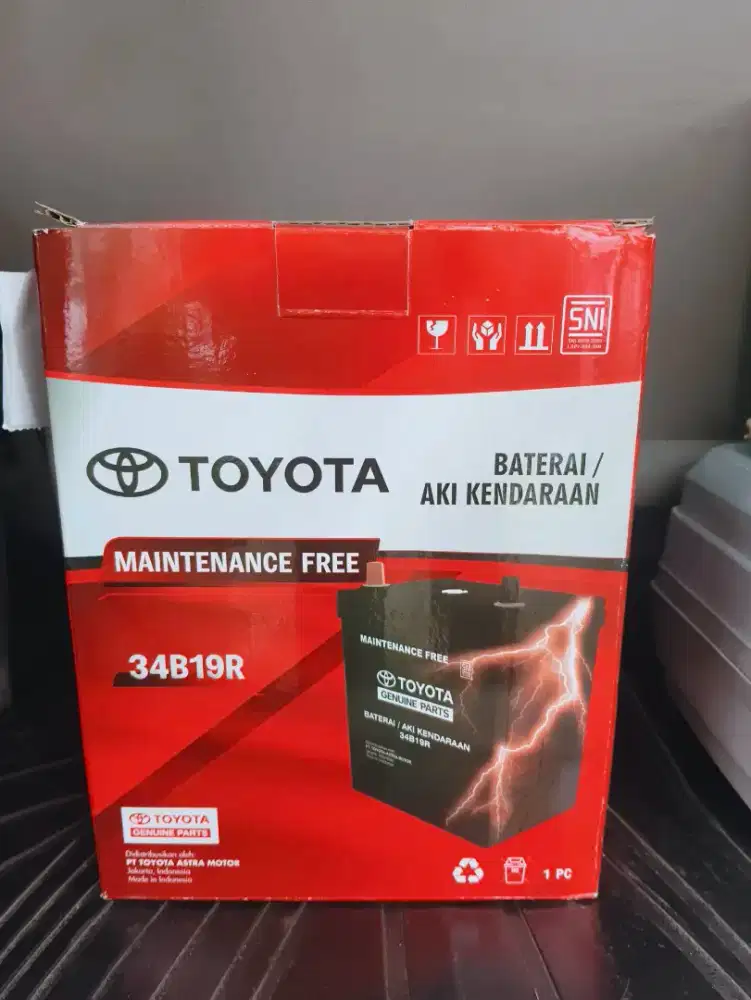 SNI
TOYOTA
BATERAI /
AKI KENDARAAN
MAINTENANCE FREE
34B19R
MAINTENANCE FREE
TOYOTA
GENUINE PARTS
BATERAI / AKI KENDARAAN
34B19R
TOYOTA
GENUINE PARTS
Didistribusikan oleh
PT TOYOTA ASTRA MOTOR
Jakarta, Indonesia
Made in Indonesia
1 PC